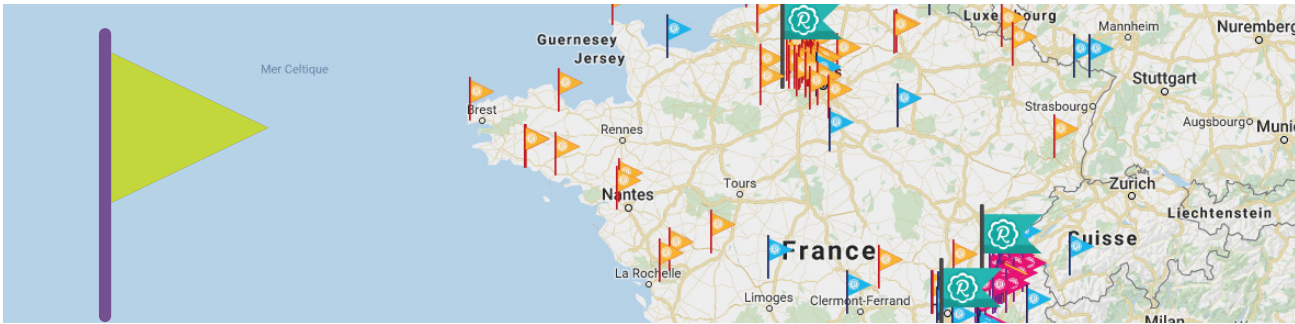 Luxembourg
Mannheim
Nuremberg
Guernesey
Jersey
Mer Celtique
Stuttgart
Brest
Strasbourg
Augsbourg
Rennes
Tours
Nantes
Zurich
Liechtenstein
France
Suisse
La Rochelle
Limoges
Clermont-Ferrand
Milan
R
R
R